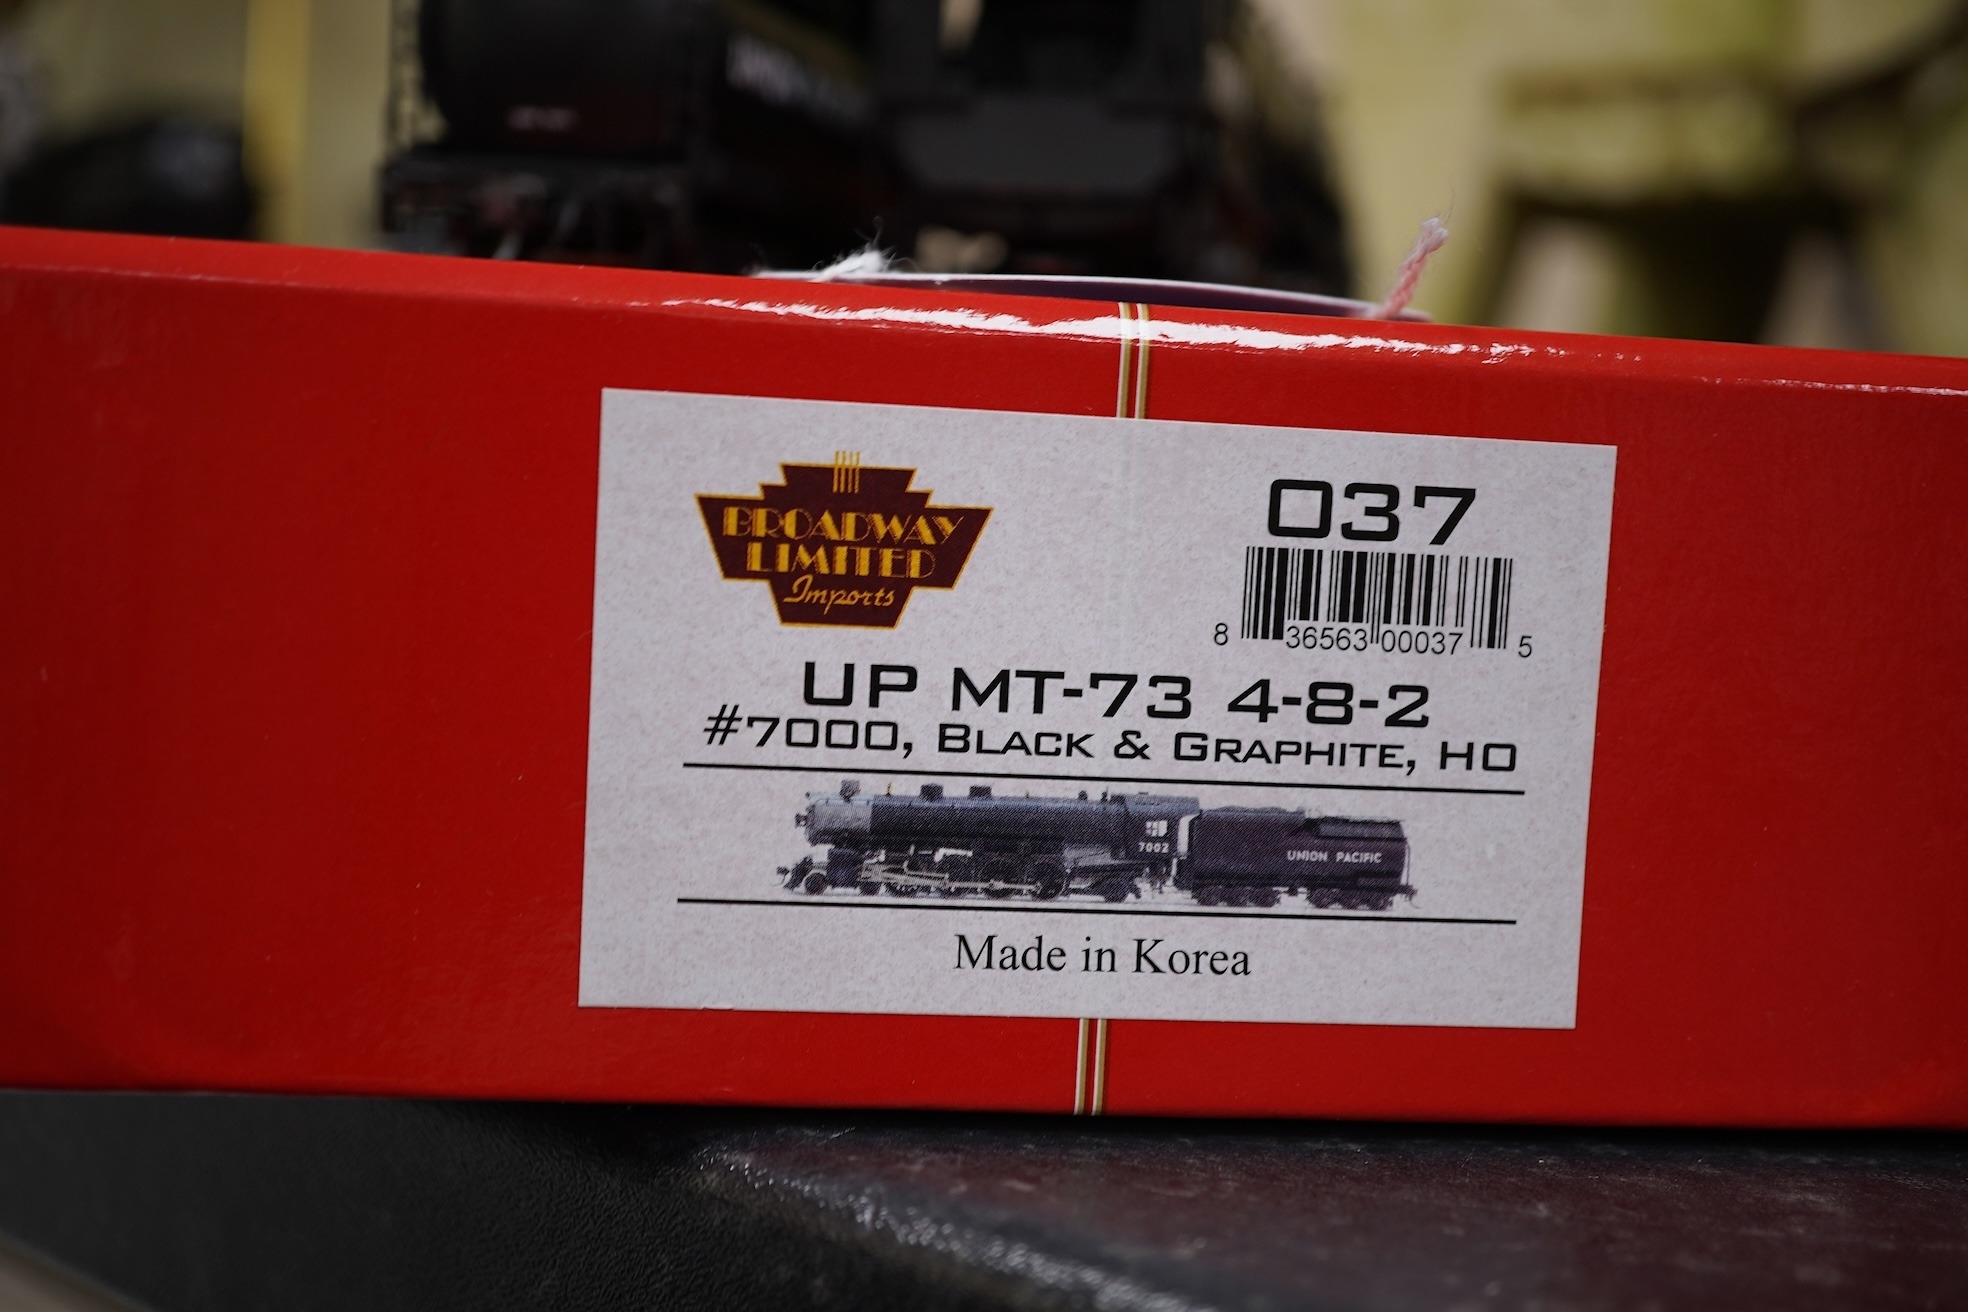 BROADWAY
LIMITED
Imports
037
8 36563 00037 5
UP MT-73 4-8-2
#7000, BLACK & GRAPHITE, HO
7002
UNION PACIFIC
Made in Korea